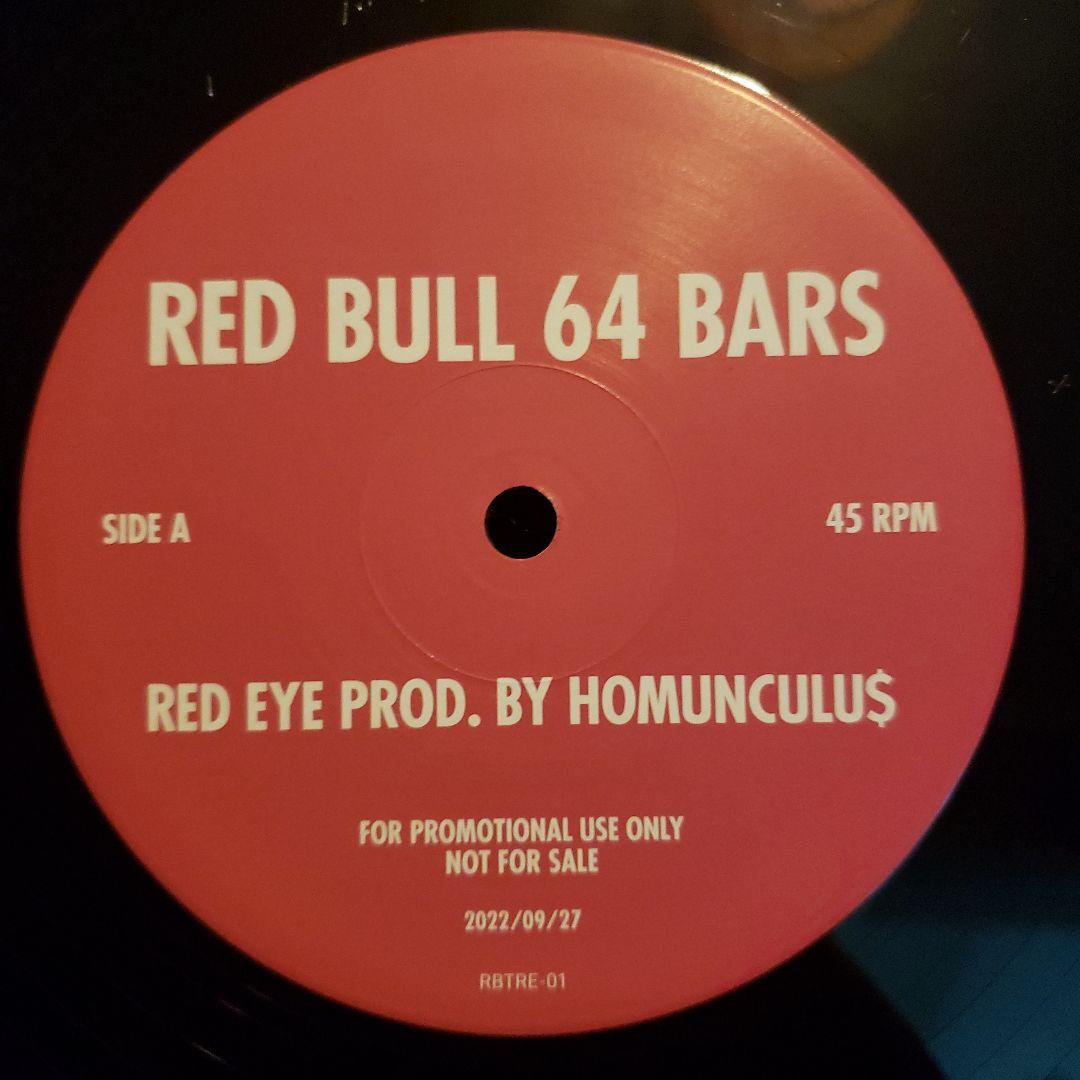 RED BULL 64 BARS
SIDE A
45 RPM
RED EYE PROD. BY HOMUNCULU$
FOR PROMOTIONAL USE ONLY
NOT FOR SALE
2022/09/27
RBTRE-01